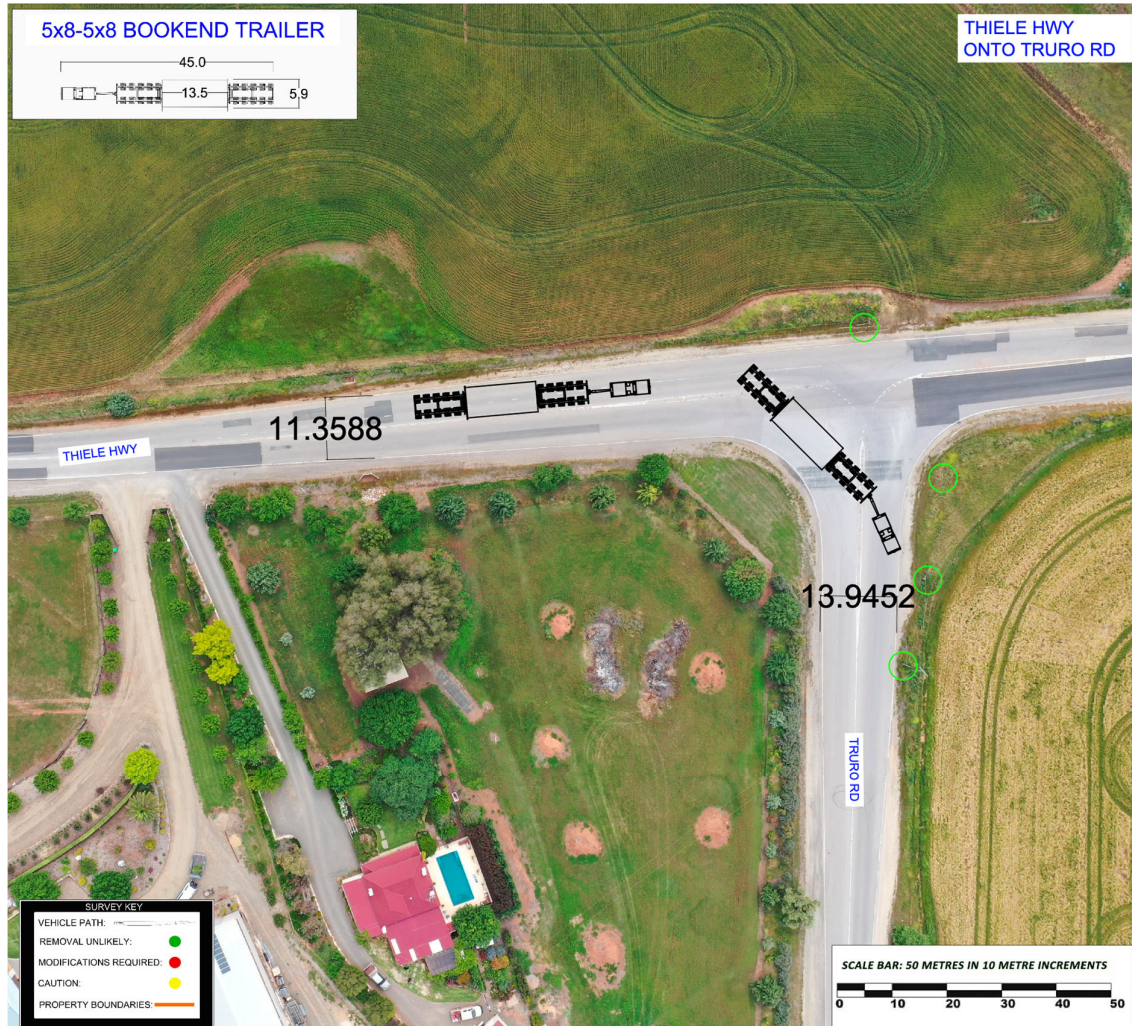 5x8-5x8 BOOKEND TRAILER
45.0
13.5
5.9
THIELE HWY
ONTO TRURO RD
11.3588
THIELE HWY
13.9452
TRURO RD
SURVEY KEY
VEHICLE PATH:
REMOVAL UNLIKELY:
MODIFICATIONS REQUIRED:
CAUTION:
PROPERTY BOUNDARIES:
SCALE BAR: 50 METRES IN 10 METRE INCREMENTS
0 10 20 30 40 50